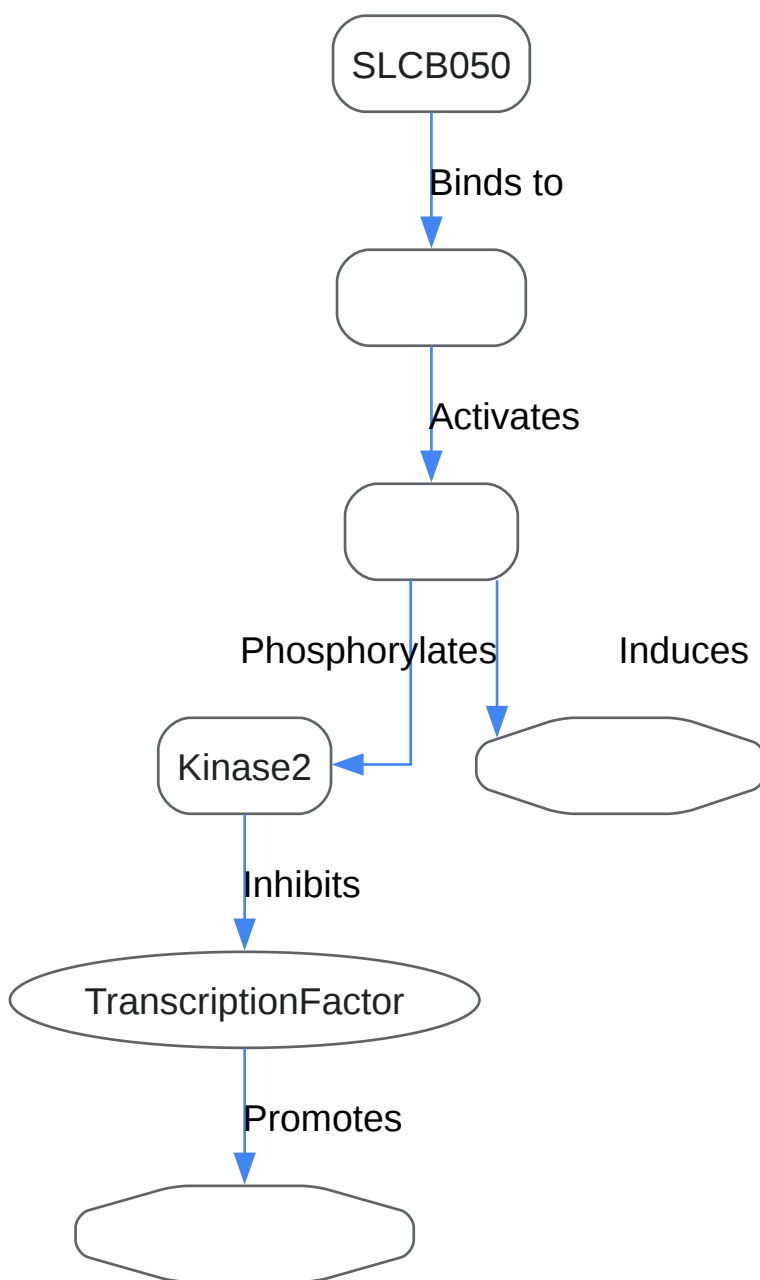 SLCB050
Binds to
Activates
Phosphorylates
Induces
Kinase2
Inhibits
TranscriptionFactor
Promotes